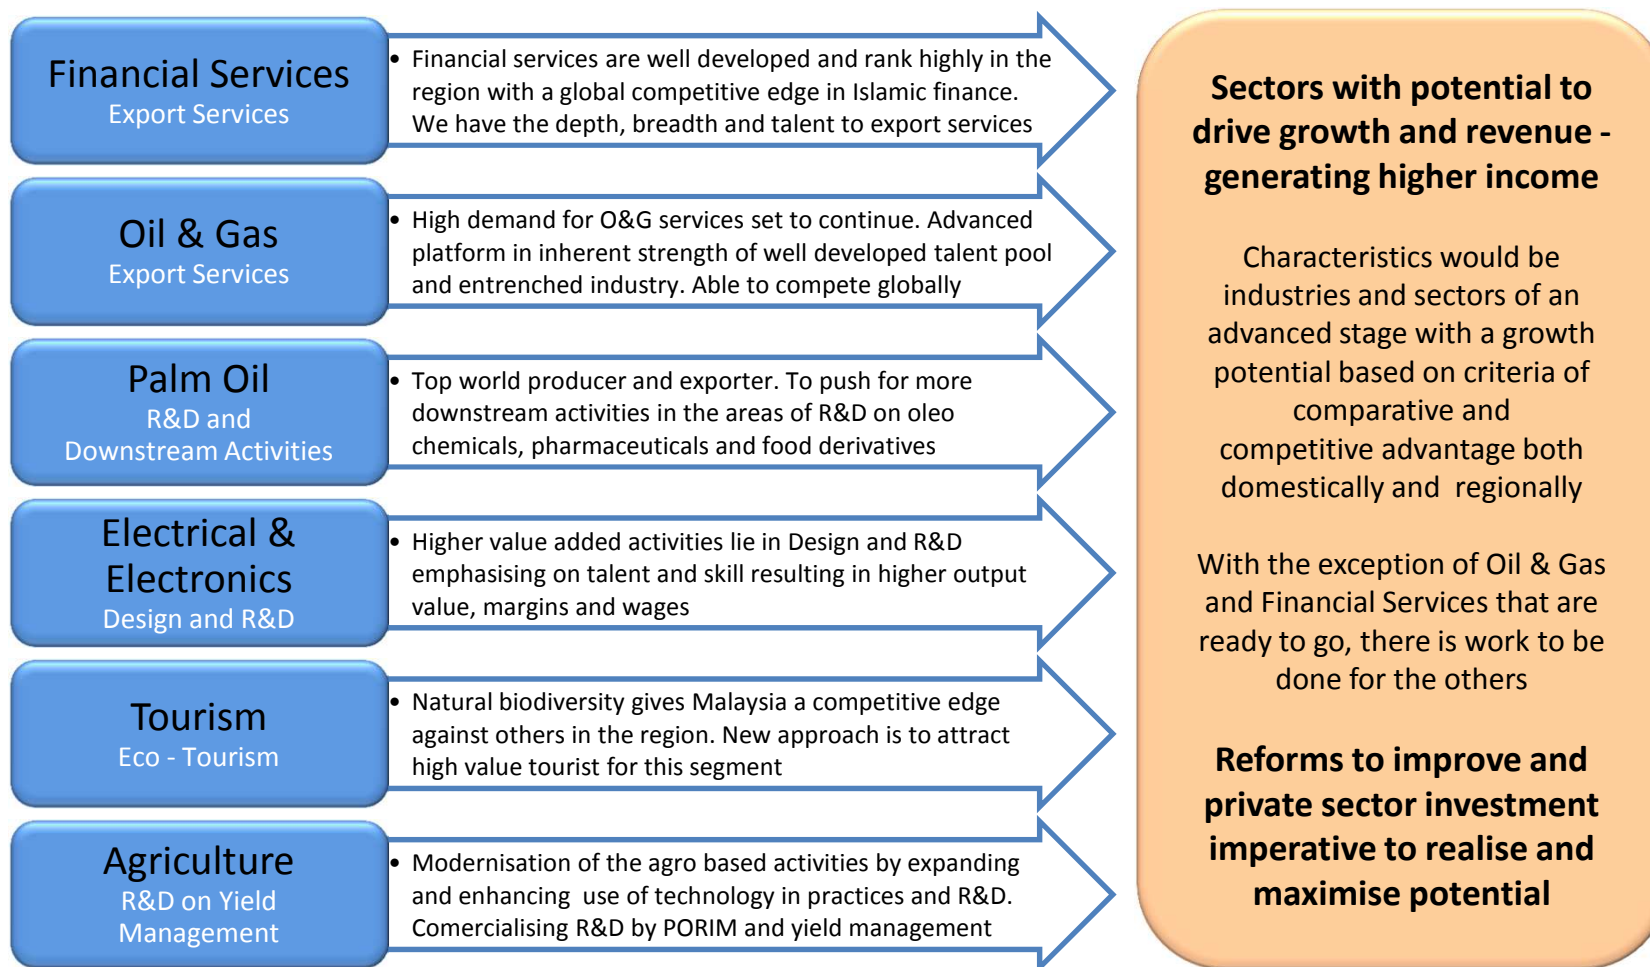 Financial Services
Export Services
• Financial services are well developed and rank highly in the
region with a global competitive edge in Islamic finance.
We have the depth, breadth and talent to export services
Oil & Gas
Export Services
• High demand for O&G services set to continue. Advanced
platform in inherent strength of well developed talent pool
and entrenched industry. Able to compete globally
Palm Oil
R&D and
Downstream Activities
• Top world producer and exporter. To push for more
downstream activities in the areas of R&D on oleo
chemicals, pharmaceuticals and food derivatives
Electrical &
Electronics
Design and R&D
• Higher value added activities lie in Design and R&D
emphasising on talent and skill resulting in higher output
value, margins and wages
Tourism
Eco - Tourism
• Natural biodiversity gives Malaysia a competitive edge
against others in the region. New approach is to attract
high value tourist for this segment
Agriculture
R&D on Yield
Management
• Modernisation of the agro based activities by expanding
and enhancing  use of technology in practices and R&D.
Comercialising R&D by PORIM and yield management
Sectors with potential to
drive growth and revenue -
generating higher income
Characteristics would be
industries and sectors of an
advanced stage with a growth
potential based on criteria of
comparative and
competitive advantage both
domestically and  regionally
With the exception of Oil & Gas
and Financial Services that are
ready to go, there is work to be
done for the others
Reforms to improve and
private sector investment
imperative to realise and
maximise potential